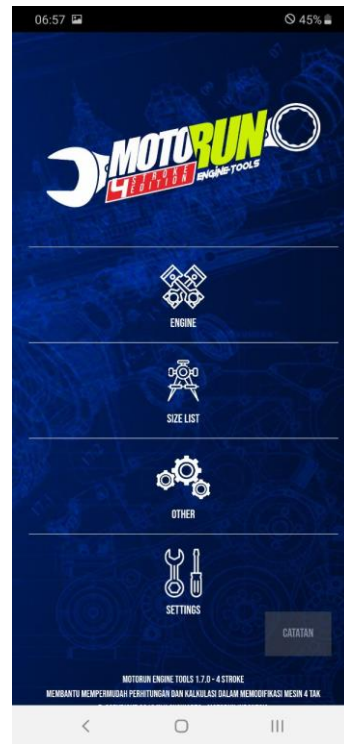 06:57
45%
MOTORUN
4 STROKE
EDITION
ENGINE TOOLS
ENGINE
SIZE LIST
OTHER
SETTINGS
CATATAN
MOTORUN ENGINE TOOLS 1.7.0 - 4 STROKE
MEMBANTU MEMPERMUDAH PERHITUNGAN DAN KALKULASI DALAM MEMODIFIKASI MESIN 4 TAK